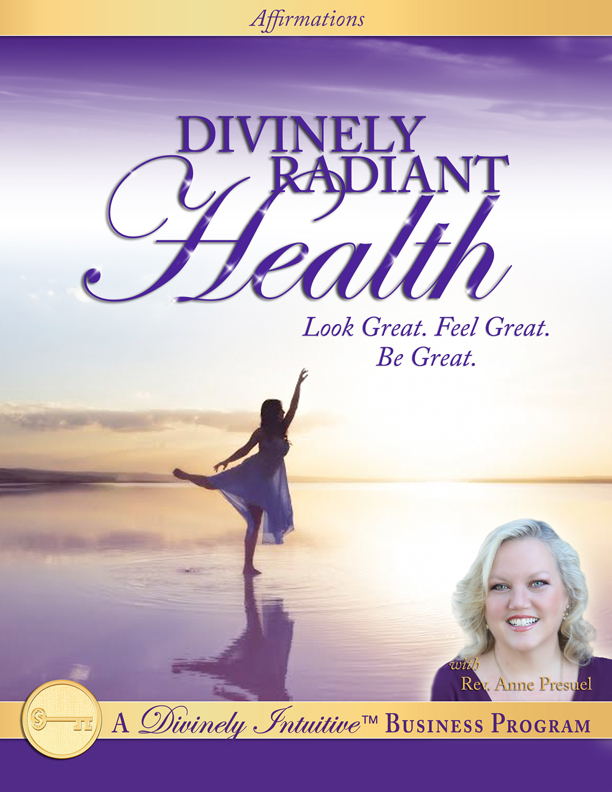 Affirmations
DIVINELY
RADIANT
Health
Look Great. Feel Great.
Be Great.
with
Rev. Anne Presuel
A Divinely Intuitive™ BUSINESS PROGRAM